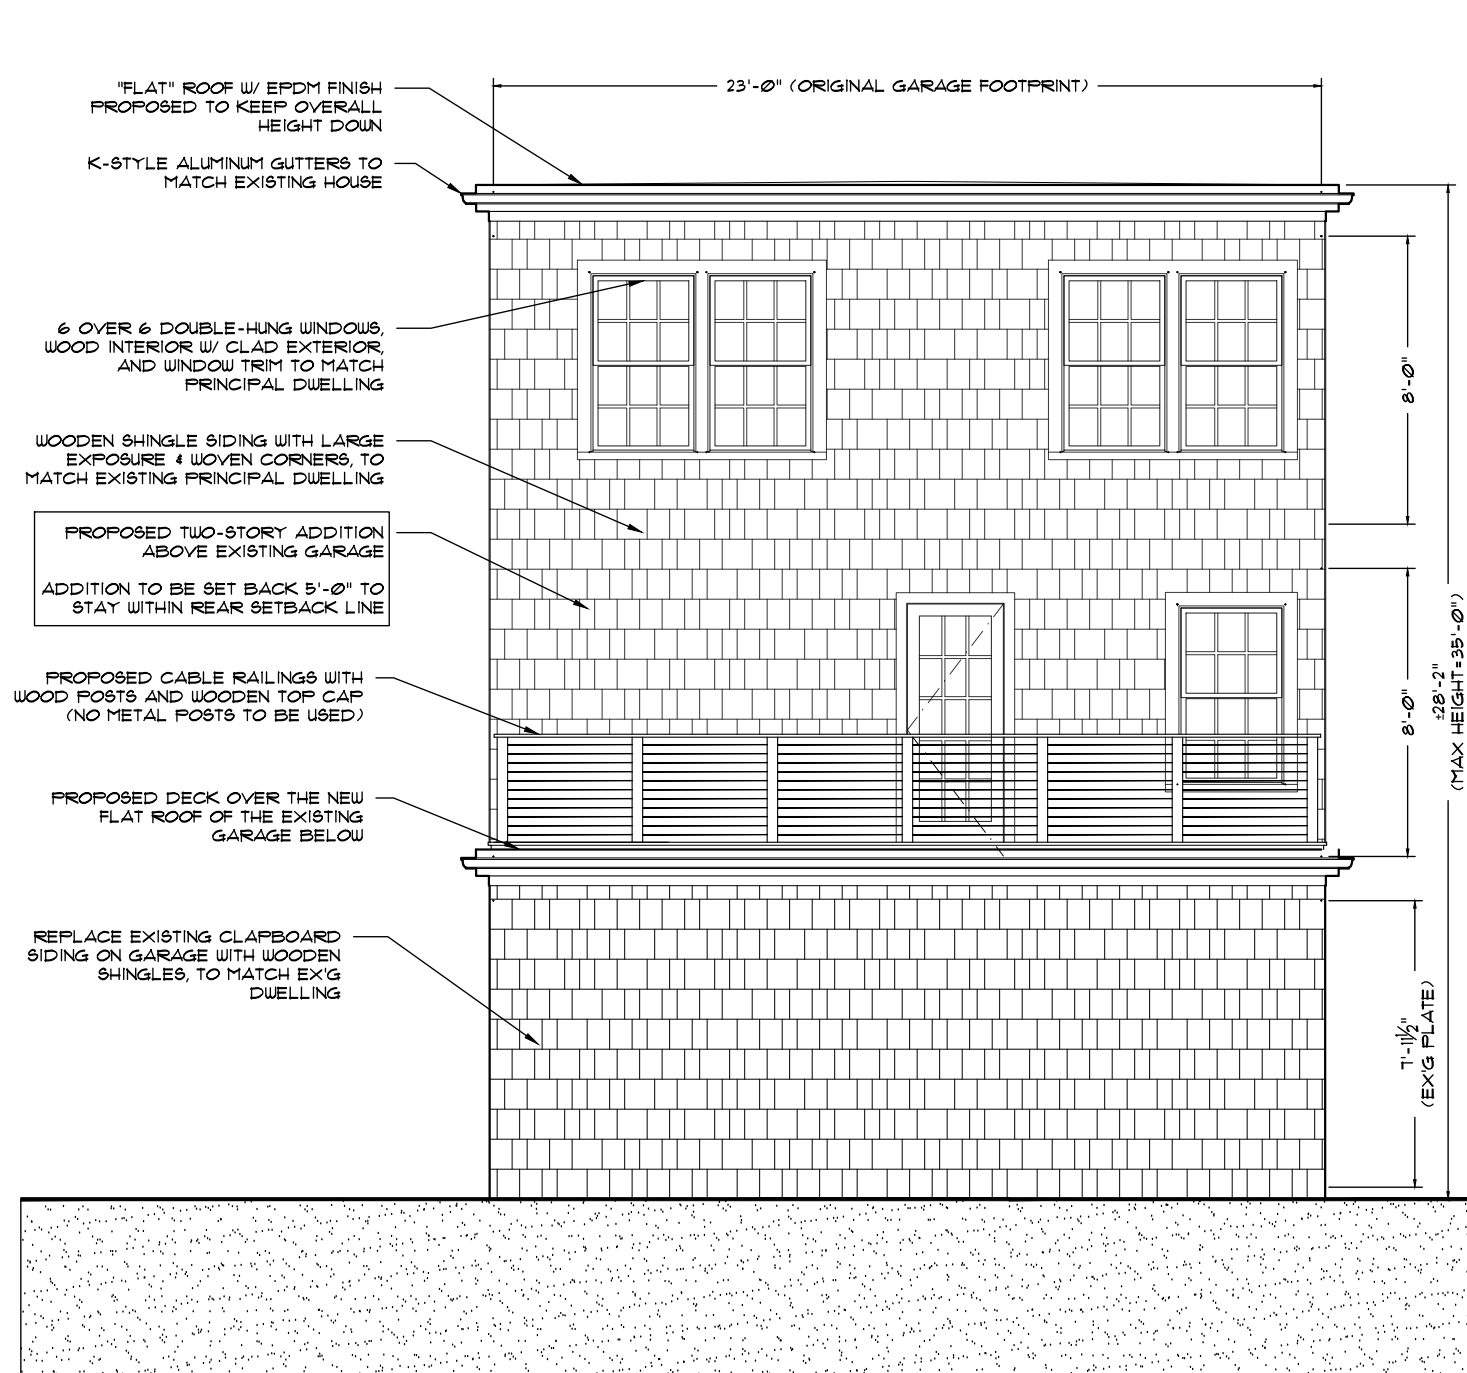 "FLAT" ROOF W/ EPDM FINISH
PROPOSED TO KEEP OVERALL
HEIGHT DOWN
23'-0" (ORIGINAL GARAGE FOOTPRINT)
K-STYLE ALUMINUM GUTTERS TO
MATCH EXISTING HOUSE
6 OVER 6 DOUBLE-HUNG WINDOWS,
WOOD INTERIOR W/ CLAD EXTERIOR,
AND WINDOW TRIM TO MATCH
PRINCIPAL DWELLING
WOODEN SHINGLE SIDING WITH LARGE
EXPOSURE & WOVEN CORNERS, TO
MATCH EXISTING PRINCIPAL DWELLING
PROPOSED TWO-STORY ADDITION
ABOVE EXISTING GARAGE
ADDITION TO BE SET BACK 5'-0" TO
STAY WITHIN REAR SETBACK LINE
PROPOSED CABLE RAILINGS WITH
WOOD POSTS AND WOODEN TOP CAP
(NO METAL POSTS TO BE USED)
PROPOSED DECK OVER THE NEW
FLAT ROOF OF THE EXISTING
GARAGE BELOW
REPLACE EXISTING CLAPBOARD
SIDING ON GARAGE WITH WOODEN
SHINGLES, TO MATCH EX'G
DWELLING
8'-0"
8'-0"
±28'-2"
(MAX HEIGHT=35'-0")
7'-11½"
(EX'G PLATE)